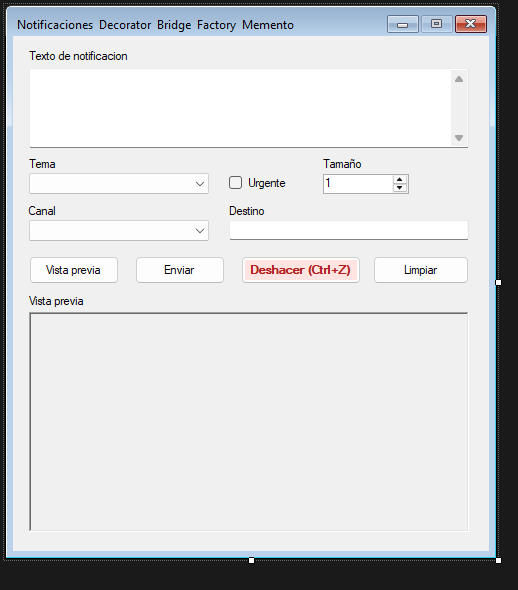 Notificaciones Decorator Bridge Factory Memento
Texto de notificacion
Tema
Tamaño
Urgente
1
Canal
Destino
Vista previa
Enviar
Deshacer (Ctrl+Z)
Limpiar
Vista previa